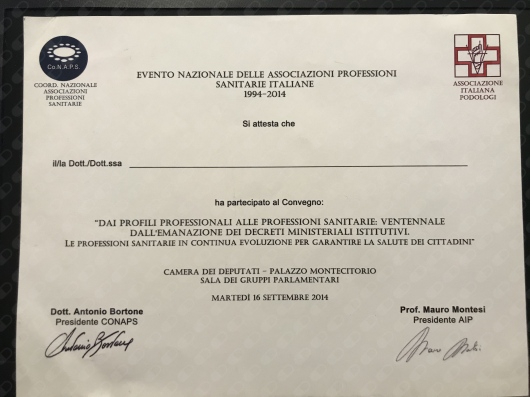 Co.N.A.P.S.
COORD. NAZIONALE
ASSOCIAZIONI
PROFESSIONI
SANITARIE
EVENTO NAZIONALE DELLE ASSOCIAZIONI PROFESSIONI
SANITARIE ITALIANE
1994-2014
ASSOCIAZIONE
ITALIANA
PODOLOGI
Si attesta che
il/la Dott./Dott.ssa
ha partecipato al Convegno:
"DAI PROFILI PROFESSIONALI ALLE PROFESSIONI SANITARIE: VENTENNALE
DALL'EMANAZIONE DEI DECRETI MINISTERIALI ISTITUTIVI.
LE PROFESSIONI SANITARIE IN CONTINUA EVOLUZIONE PER GARANTIRE LA SALUTE DEI CITTADINI"
CAMERA DEI DEPUTATI – PALAZZO MONTECITORIO
SALA DEI GRUPPI PARLAMENTARI
MARTEDÌ 16 SETTEMBRE 2014
Dott. Antonio Bortone
Presidente CONAPS
Antonio Bortone
Prof. Mauro Montesi
Presidente AIP